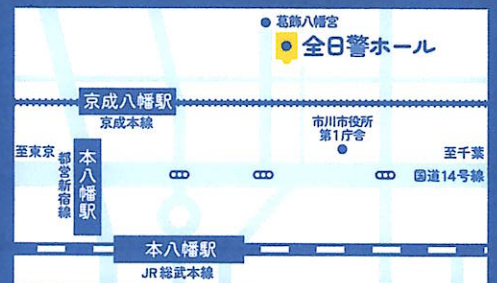 葛飾八幡宮
全日警ホール
京成八幡駅
京成本線
市川市役所
第1庁舎
至東京
至千葉
都営新宿線
本八幡駅
国道14号線
本八幡駅
JR総武本線